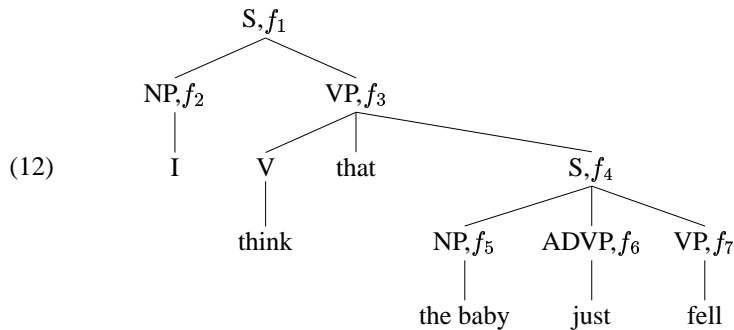 S,f1
NP,f2 VP,f3
(12) I V that S,f4
think NP,f5 ADVP,f6 VP,f7
the baby just fell